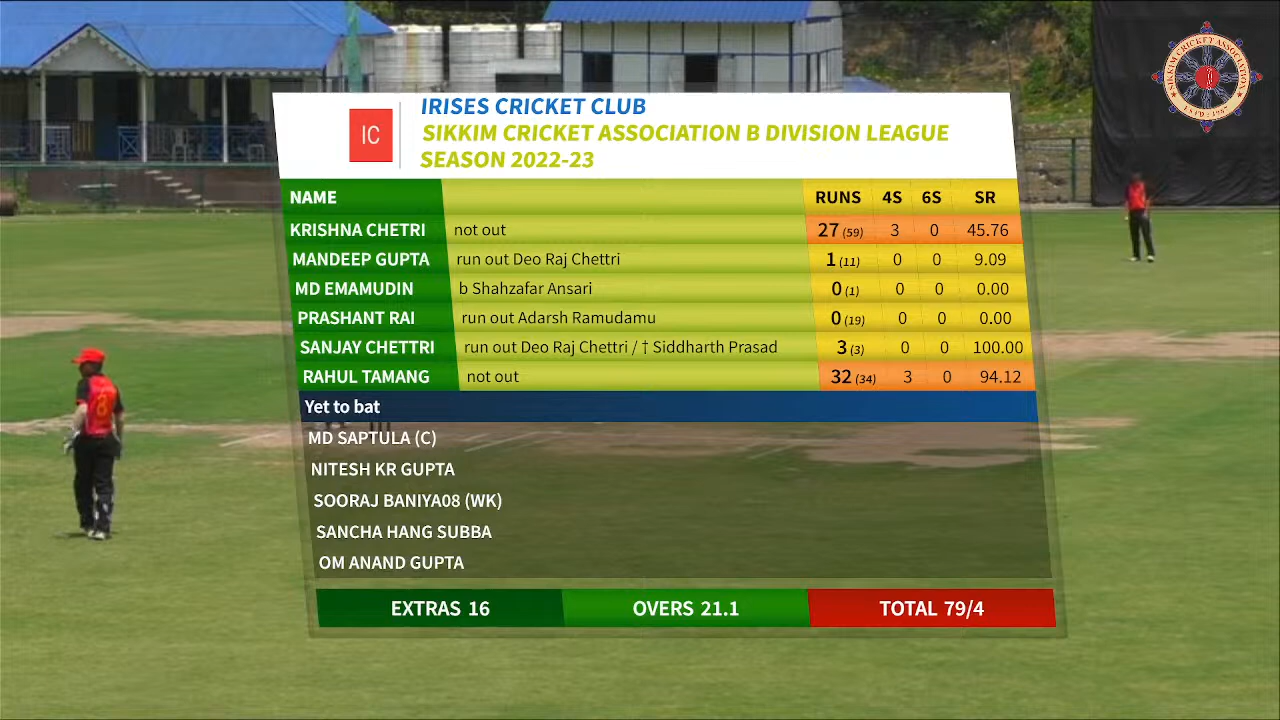 IRISES CRICKET CLUB
IC
SIKKIM CRICKET ASSOCIATION B DIVISION LEAGUE
SEASON 2022-23
NAME RUNS 4S 6S SR
KRISHNA CHETRI not out 27 (59) 3 0 45.76
MANDEEP GUPTA run out Deo Raj Chettri 1 (11) 0 0 9.09
MD EMAMUDIN b Shahzafar Ansari 0 (1) 0 0 0.00
PRASHANT RAI run out Adarsh Ramudamu 0 (19) 0 0 0.00
SANJAY CHETTRI run out Deo Raj Chettri / † Siddharth Prasad 3 (3) 0 0 100.00
RAHUL TAMANG not out 32 (34) 3 0 94.12
Yet to bat
MD SAPTULA (C)
NITESH KR GUPTA
SOORAJ BANIYA08 (WK)
SANCHA HANG SUBBA
OM ANAND GUPTA
EXTRAS 16 OVERS 21.1 TOTAL 79/4
SIKKIM CRICKET ASSOCIATION
8